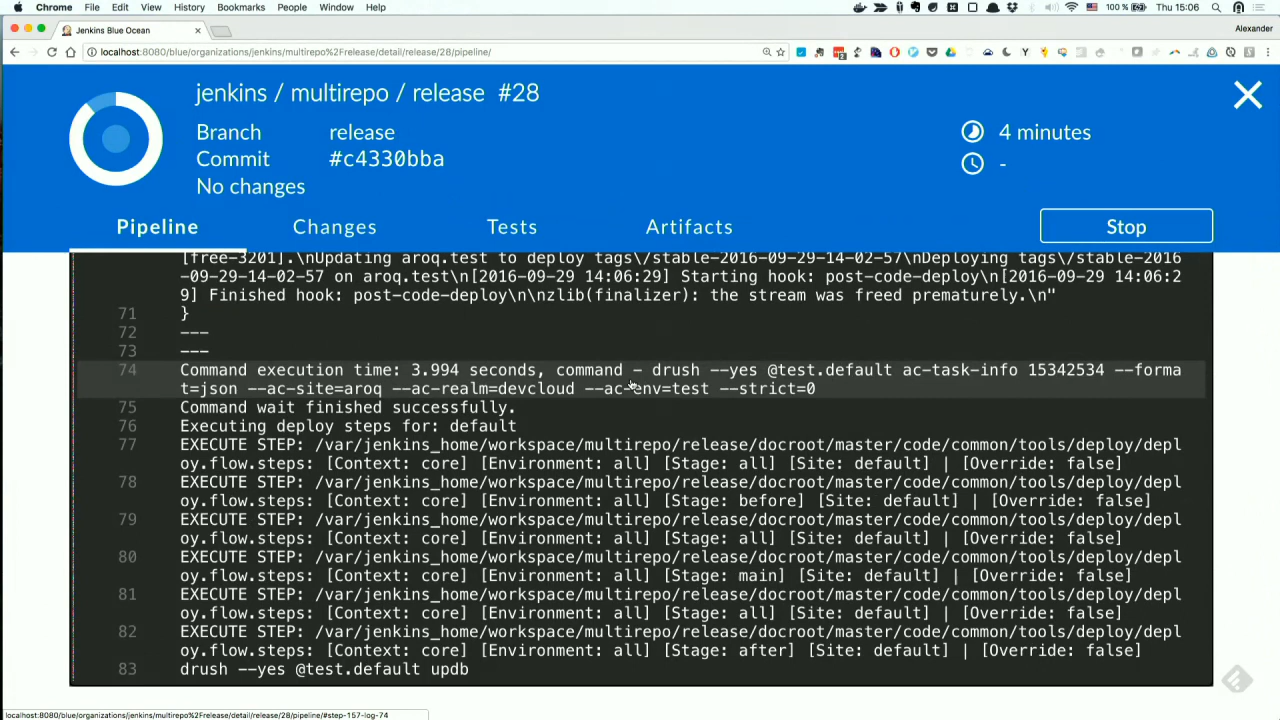 Chrome File Edit View History Bookmarks People Window Help 100 % Thu 15:06
Jenkins Blue Ocean Alexander
localhost:8080/blue/organizations/jenkins/multirepo%2Frelease/detail/release/28/pipeline/
jenkins / multirepo / release #28
Branch release 4 minutes
Commit #c4330bba -
No changes
Pipeline Changes Tests Artifacts Stop
[free-3201].\nUpdating aroq.test to deploy tags\/stable-2016-09-29-14-02-57\nDeploying tags\/stable-2016
-09-29-14-02-57 on aroq.test\n[2016-09-29 14:06:29] Starting hook: post-code-deploy\n[2016-09-29 14:06:2
9] Finished hook: post-code-deploy\n\nzlib(finalizer): the stream was freed prematurely.\n"
71 }
72 ---
73 ---
74 Command execution time: 3.994 seconds, command - drush --yes @test.default ac-task-info 15342534 --forma
t=json --ac-site=aroq --ac-realm=devcloud --ac-env=test --strict=0
75 Command wait finished successfully.
76 Executing deploy steps for: default
77 EXECUTE STEP: /var/jenkins_home/workspace/multirepo/release/docroot/master/code/common/tools/deploy/depl
oy.flow.steps: [Context: core] [Environment: all] [Stage: all] [Site: default] | [Override: false]
78 EXECUTE STEP: /var/jenkins_home/workspace/multirepo/release/docroot/master/code/common/tools/deploy/depl
oy.flow.steps: [Context: core] [Environment: all] [Stage: before] [Site: default] | [Override: false]
79 EXECUTE STEP: /var/jenkins_home/workspace/multirepo/release/docroot/master/code/common/tools/deploy/depl
oy.flow.steps: [Context: core] [Environment: all] [Stage: all] [Site: default] | [Override: false]
80 EXECUTE STEP: /var/jenkins_home/workspace/multirepo/release/docroot/master/code/common/tools/deploy/depl
oy.flow.steps: [Context: core] [Environment: all] [Stage: main] [Site: default] | [Override: false]
81 EXECUTE STEP: /var/jenkins_home/workspace/multirepo/release/docroot/master/code/common/tools/deploy/depl
oy.flow.steps: [Context: core] [Environment: all] [Stage: all] [Site: default] | [Override: false]
82 EXECUTE STEP: /var/jenkins_home/workspace/multirepo/release/docroot/master/code/common/tools/deploy/depl
oy.flow.steps: [Context: core] [Environment: all] [Stage: after] [Site: default] | [Override: false]
83 drush --yes @test.default updb
localhost:8080/blue/organizations/jenkins/multirepo%2Frelease/detail/release/28/pipeline/#step-157-log-74